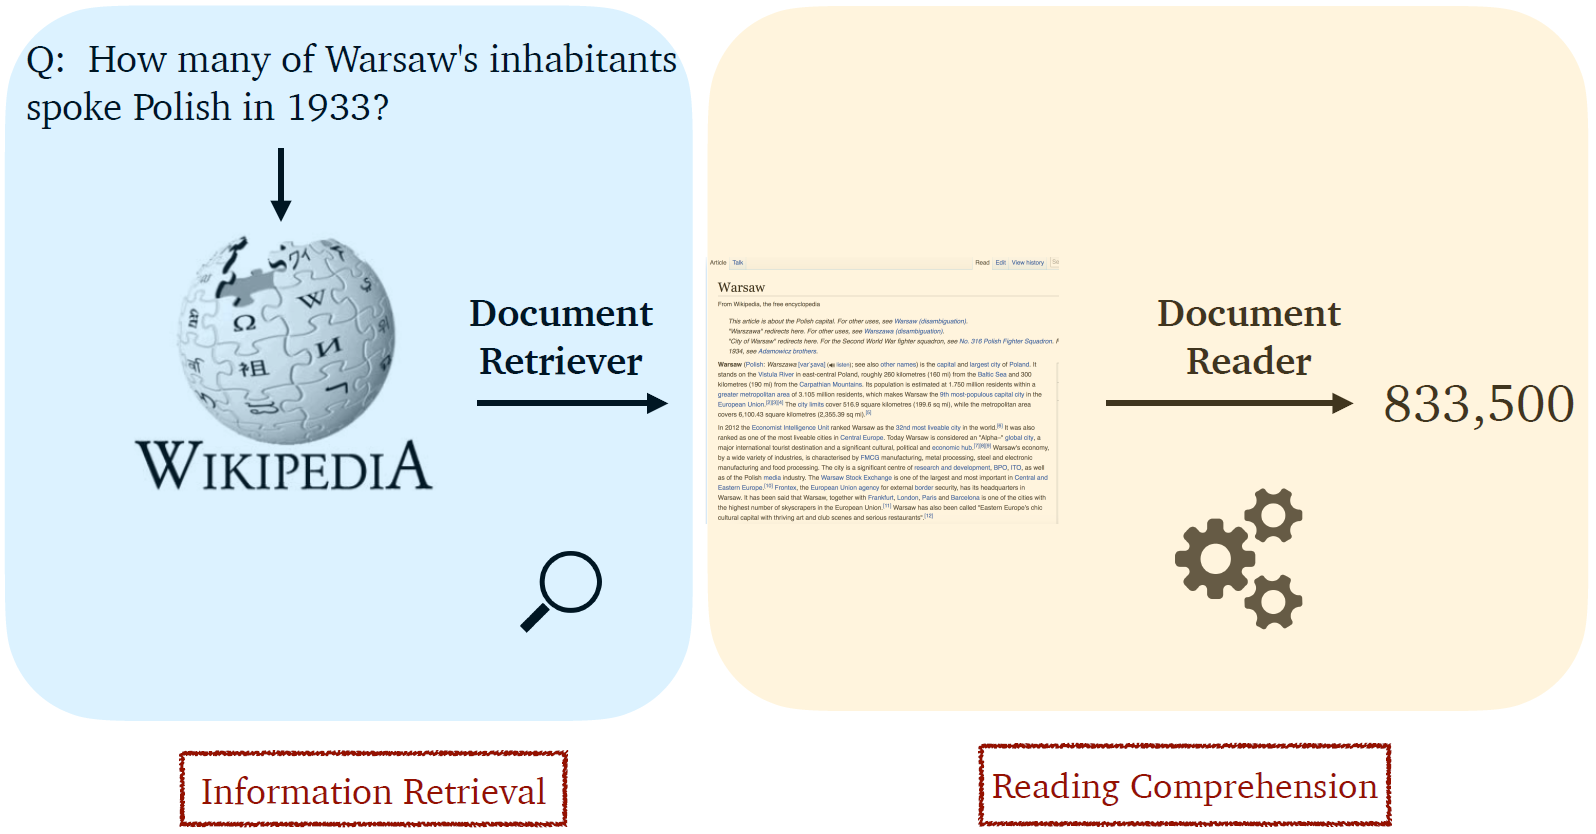 Q: How many of Warsaw's inhabitants
spoke Polish in 1933?
WIKIPEDIA
Document
Retriever
Article Talk Read Edit View history
Warsaw
From Wikipedia, the free encyclopedia
This article is about the Polish capital. For other uses, see Warsaw (disambiguation).
"Warszawa" redirects here. For other uses, see Warszawa (disambiguation).
"City of Warsaw" redirects here. For the Second World War fighter squadron, see No. 316 Polish Fighter Squadron.
1934, see Adamowicz brothers.
Warsaw (Polish: Warszawa [varˈʂava] (listen); see also other names) is the capital and largest city of Poland. It
stands on the Vistula River in east-central Poland, roughly 260 kilometres (160 mi) from the Baltic Sea and 300
kilometres (190 mi) from the Carpathian Mountains. Its population is estimated at 1.750 million residents within a
greater metropolitan area of 3.105 million residents, which makes Warsaw the 9th most-populous capital city in the
European Union.[2][3][4] The city limits cover 516.9 square kilometres (199.6 sq mi), while the metropolitan area
covers 6,100.43 square kilometres (2,355.39 sq mi).[5]
In 2012 the Economist Intelligence Unit ranked Warsaw as the 32nd most liveable city in the world.[6] It was also
ranked as one of the most liveable cities in Central Europe. Today Warsaw is considered an "Alpha–" global city, a
major international tourist destination and a significant cultural, political and economic hub.[7][8][9] Warsaw's economy,
by a wide variety of industries, is characterised by FMCG manufacturing, metal processing, steel and electronic
manufacturing and food processing. The city is a significant centre of research and development, BPO, ITO, as well
as of the Polish media industry. The Warsaw Stock Exchange is one of the largest and most important in Central and
Eastern Europe.[10] Frontex, the European Union agency for external border security, has its headquarters in
Warsaw. It has been said that Warsaw, together with Frankfurt, London, Paris and Barcelona is one of the cities with
the highest number of skyscrapers in the European Union.[11] Warsaw has also been called "Eastern Europe's chic
cultural capital with thriving art and club scenes and serious restaurants".[12]
Document
Reader
833,500
Information Retrieval
Reading Comprehension